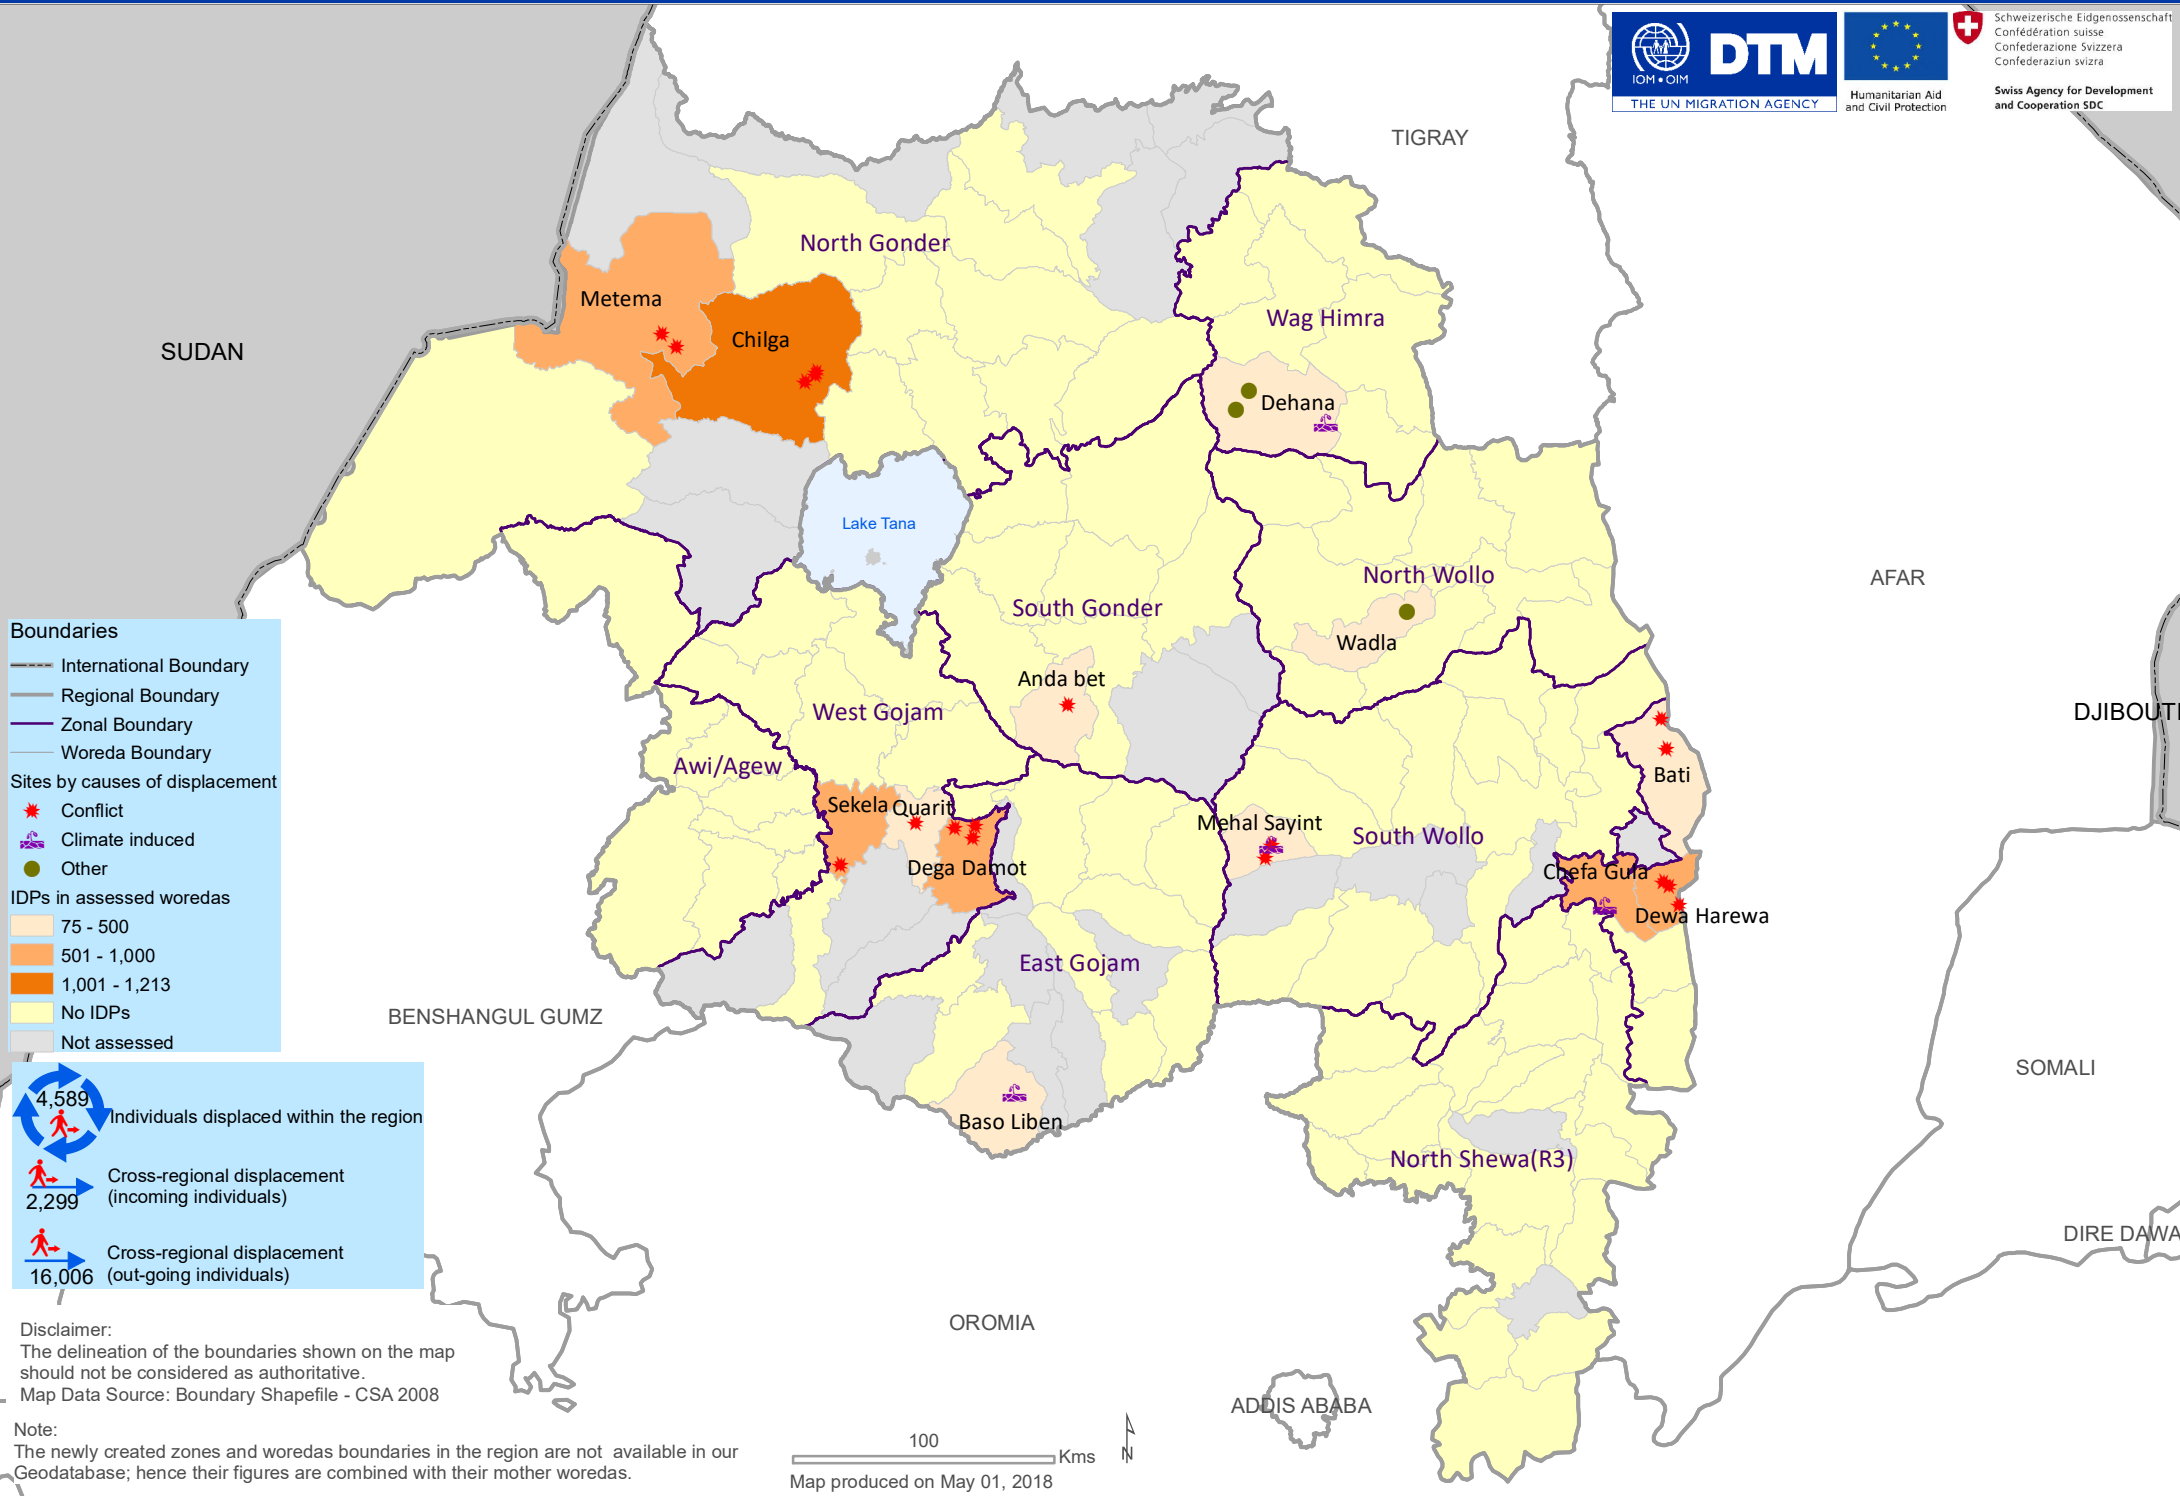 IOM • OIM
DTM
THE UN MIGRATION AGENCY
Humanitarian Aid
and Civil Protection
Schweizerische Eidgenossenschaft
Confédération suisse
Confederazione Svizzera
Confederaziun svizra
Swiss Agency for Development
and Cooperation SDC
TIGRAY
North Gonder
Metema
Wag Himra
Chilga
SUDAN
Dehana
Lake Tana
North Wollo
AFAR
South Gonder
Wadla
Anda bet
West Gojam
DJIBOUTI
Awi/Agew
Bati
Sekela
Quarit
Mehal Sayint
South Wollo
Dega Damot
Chefa Gula
Dewa Harewa
East Gojam
BENSHANGUL GUMZ
SOMALI
Baso Liben
North Shewa(R3)
DIRE DAWA
OROMIA
ADDIS ABABA
Boundaries
International Boundary
Regional Boundary
Zonal Boundary
Woreda Boundary
Sites by causes of displacement
Conflict
Climate induced
Other
IDPs in assessed woredas
75 - 500
501 - 1,000
1,001 - 1,213
No IDPs
Not assessed
4,589
Individuals displaced within the region
Cross-regional displacement
(incoming individuals)
2,299
Cross-regional displacement
(out-going individuals)
16,006
Disclaimer:
The delineation of the boundaries shown on the map
should not be considered as authoritative.
Map Data Source: Boundary Shapefile - CSA 2008
Note:
The newly created zones and woredas boundaries in the region are not available in our
Geodatabase; hence their figures are combined with their mother woredas.
100
Kms
N
Map produced on May 01, 2018